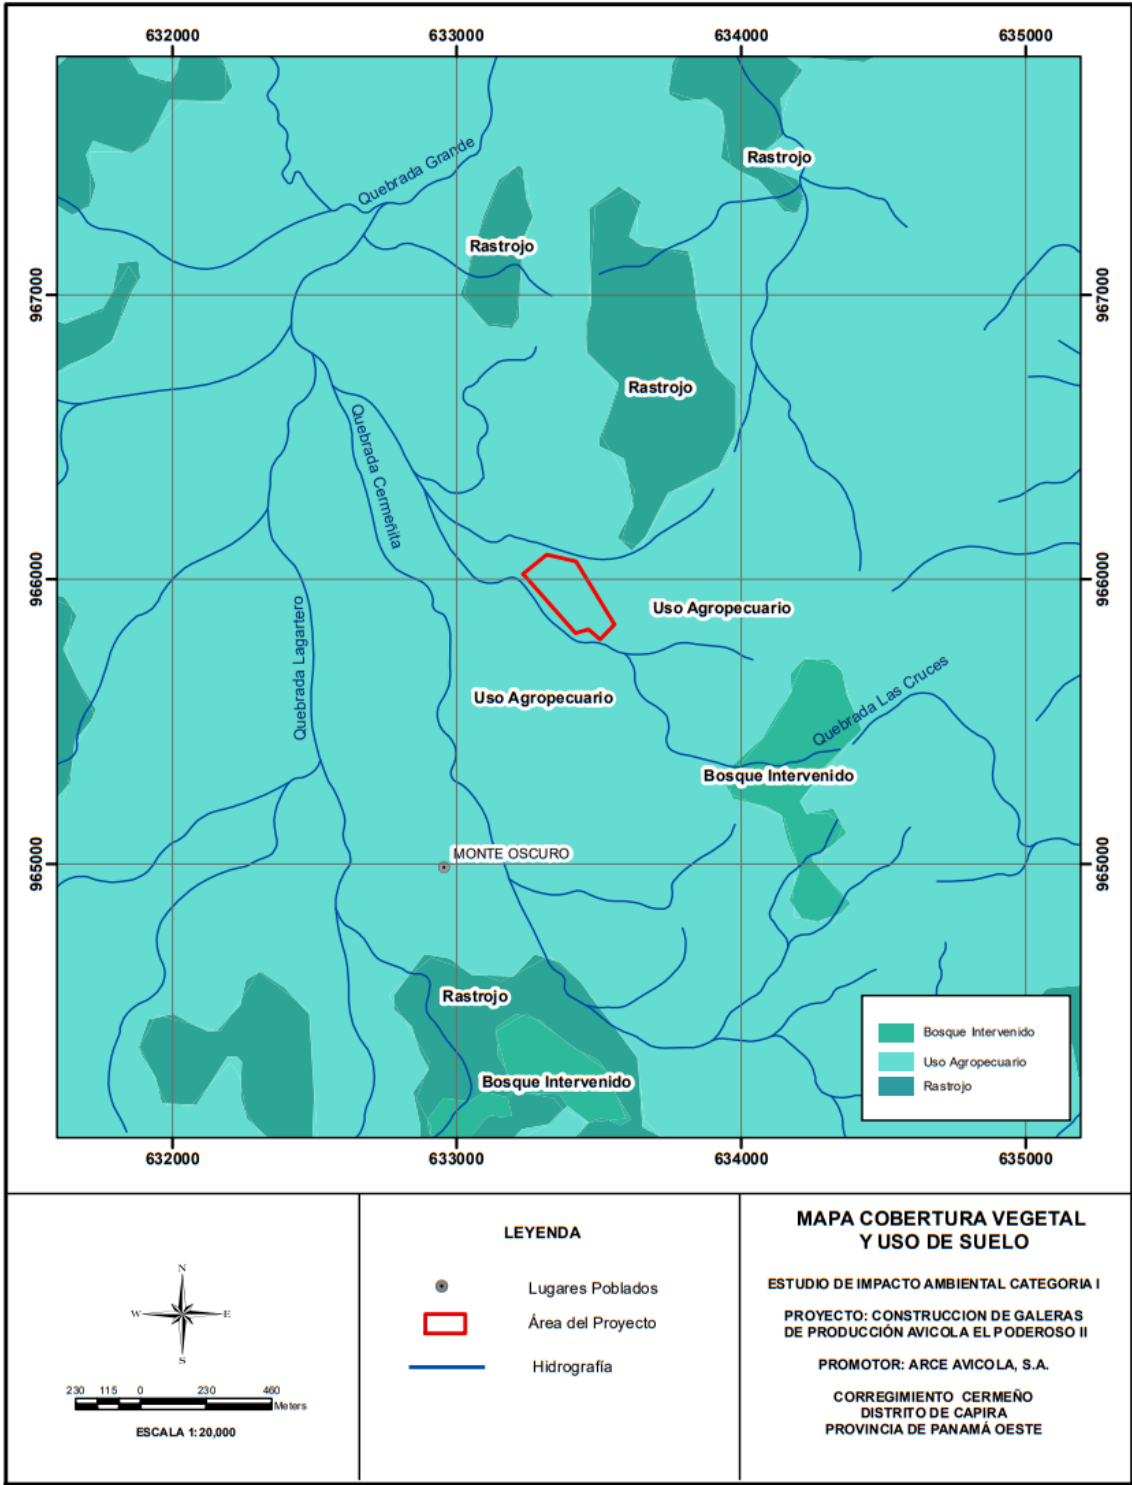 632000
633000
634000
635000
Quebrada Grande
Rastrojo
Rastrojo
967000
967000
Rastrojo
Quebrada Cermeñita
966000
966000
Uso Agropecuario
Quebrada Lagartero
Uso Agropecuario
Quebrada Las Cruces
Bosque Intervenido
MONTE OSCURO
965000
965000
Rastrojo
Bosque Intervenido
Bosque Intervenido
Uso Agropecuario
Rastrojo
632000
633000
634000
635000
N
W
E
S
230 115 0 230 460
Meters
ESCALA 1:20,000
LEYENDA
Lugares Poblados
Área del Proyecto
Hidrografía
MAPA COBERTURA VEGETAL
Y USO DE SUELO
ESTUDIO DE IMPACTO AMBIENTAL CATEGORIA I
PROYECTO: CONSTRUCCION DE GALERAS
DE PRODUCCIÓN AVICOLA EL PODEROSO II
PROMOTOR: ARCE AVICOLA, S.A.
CORREGIMIENTO CERMEÑO
DISTRITO DE CAPIRA
PROVINCIA DE PANAMÁ OESTE